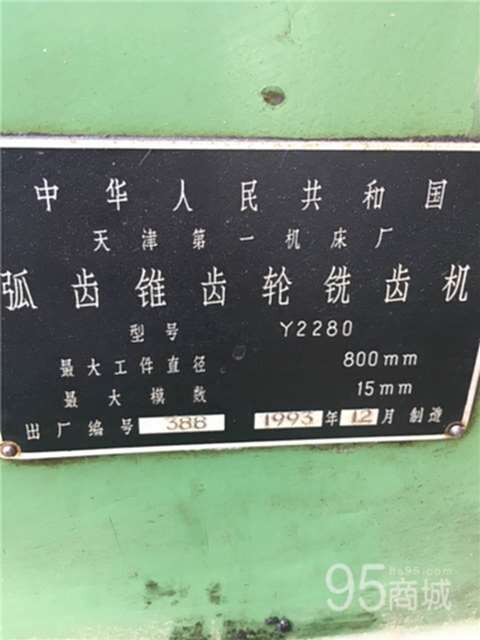 中华人民共和国
天津第一机床厂
弧齿锥齿轮铣齿机
型号 Y2280
最大工件直径 800mm
最大模数 15mm
出厂编号 388 1993年12月制造
he95.com
95商城